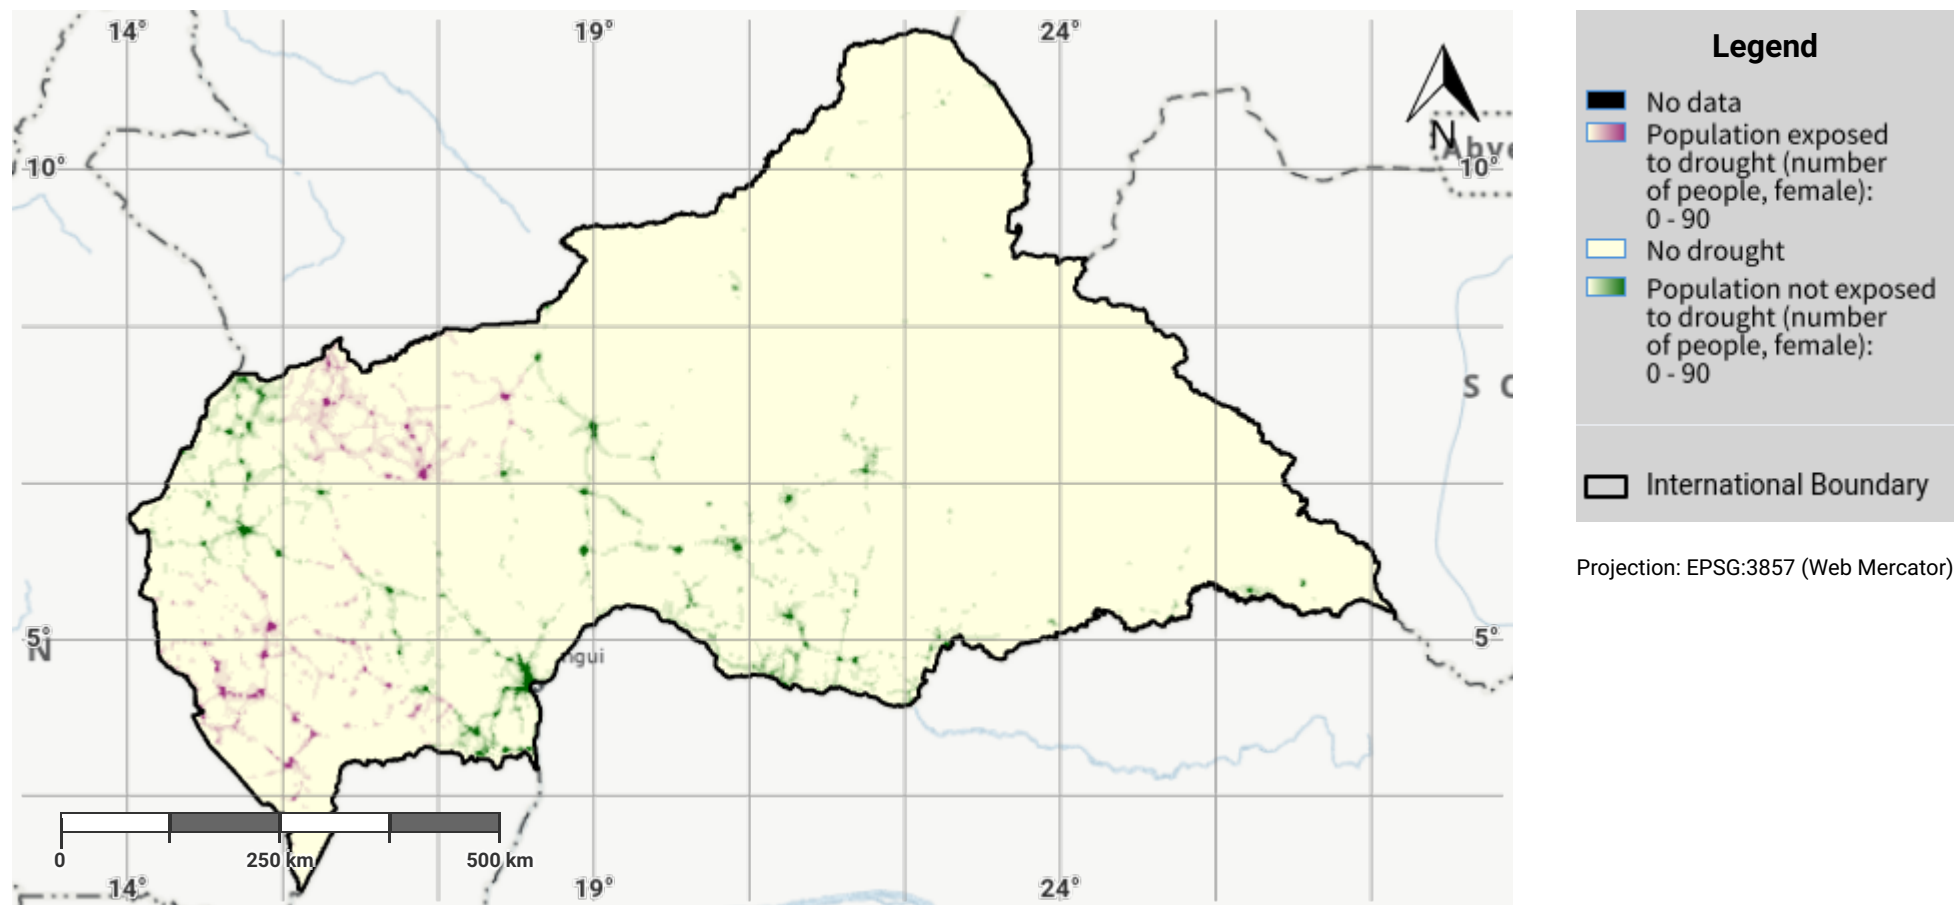 14° 19° 24°
N
Abye
10° 10°
S O
5° 5°
N
ngui
0 250 km 500 km
14° 19° 24°
Legend
No data
Population exposed
to drought (number
of people, female):
0 - 90
No drought
Population not exposed
to drought (number
of people, female):
0 - 90
International Boundary
Projection: EPSG:3857 (Web Mercator)